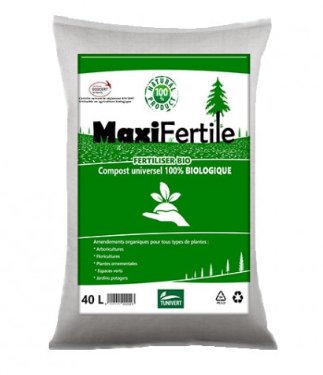 ECOCERT
NATURAL
100%
PRODUCT
MaxiFertile
FERTILISER BIO
Compost universel 100% BIOLOGIQUE
Amendements organiques pour tous types de plantes :
• Arboricultures
• Floricultures
• Plantes ornementales
• Espaces verts
• Jardins potagers
40 L
TUNIVERT